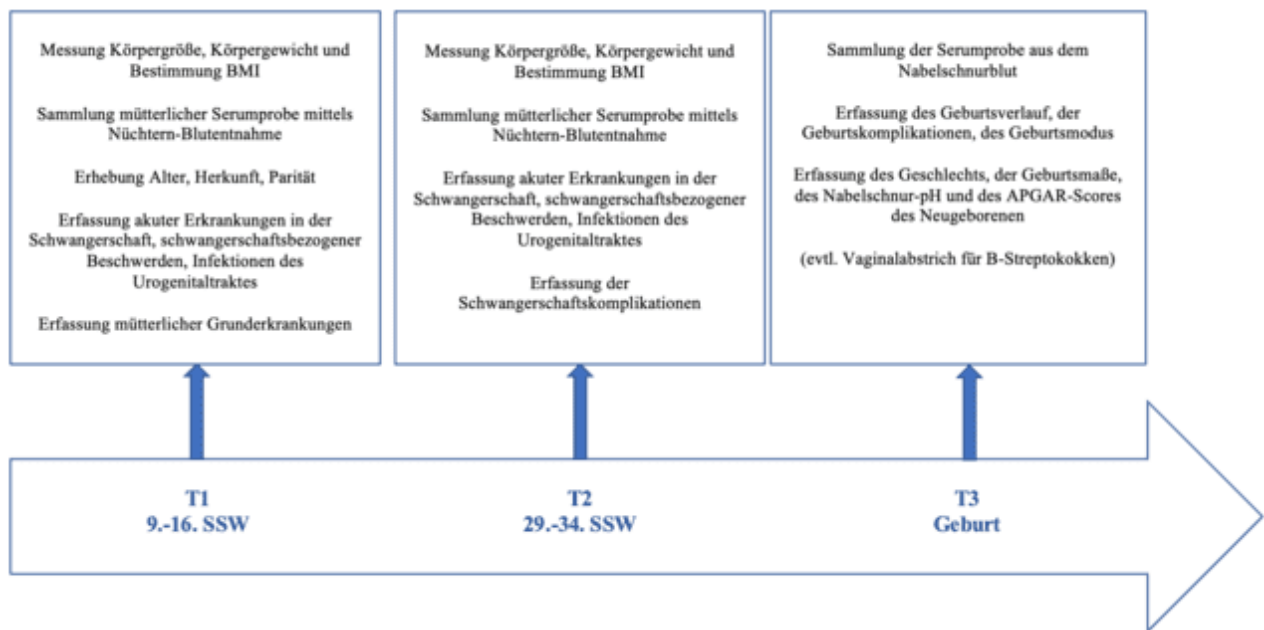 Messung Körpergröße, Körpergewicht und
Bestimmung BMI
Sammlung mütterlicher Serumprobe mittels
Nüchtern-Blutentnahme
Erhebung Alter, Herkunft, Parität
Erfassung akuter Erkrankungen in der
Schwangerschaft, schwangerschaftsbezogener
Beschwerden, Infektionen des
Urogenitaltraktes
Erfassung mütterlicher Grunderkrankungen
Messung Körpergröße, Körpergewicht und
Bestimmung BMI
Sammlung mütterlicher Serumprobe mittels
Nüchtern-Blutentnahme
Erfassung akuter Erkrankungen in der
Schwangerschaft, schwangerschaftsbezogener
Beschwerden, Infektionen des
Urogenitaltraktes
Erfassung der
Schwangerschaftskomplikationen
Sammlung der Serumprobe aus dem
Nabelschnurblut
Erfassung des Geburtsverlauf, der
Geburtskomplikationen, des Geburtsmodus
Erfassung des Geschlechts, der Geburtsmaße,
des Nabelschnur-pH und des APGAR-Scores
des Neugeborenen
(evtl. Vaginalabstrich für B-Streptokokken)
T1
9.-16. SSW
T2
29.-34. SSW
T3
Geburt